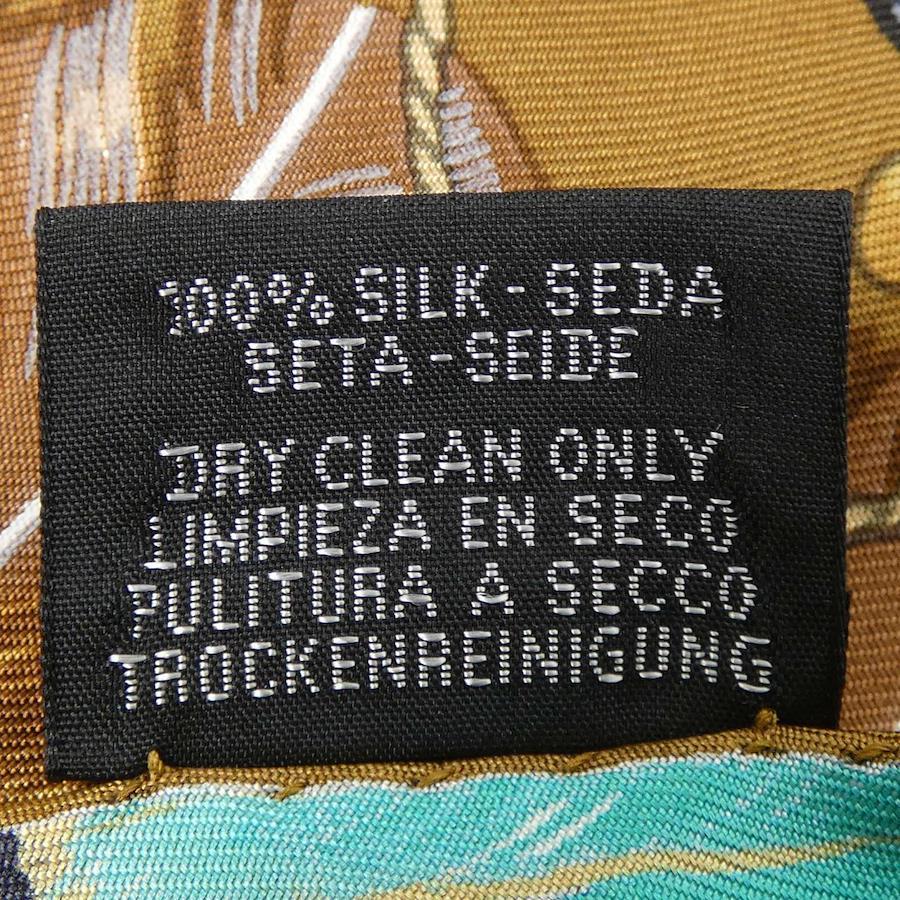 100% SILK - SEDA
SETA - SEIDE
DRY CLEAN ONLY
LIMPIEZA EN SECO
PULITURA A SECCO
TROCKENREINIGUNG